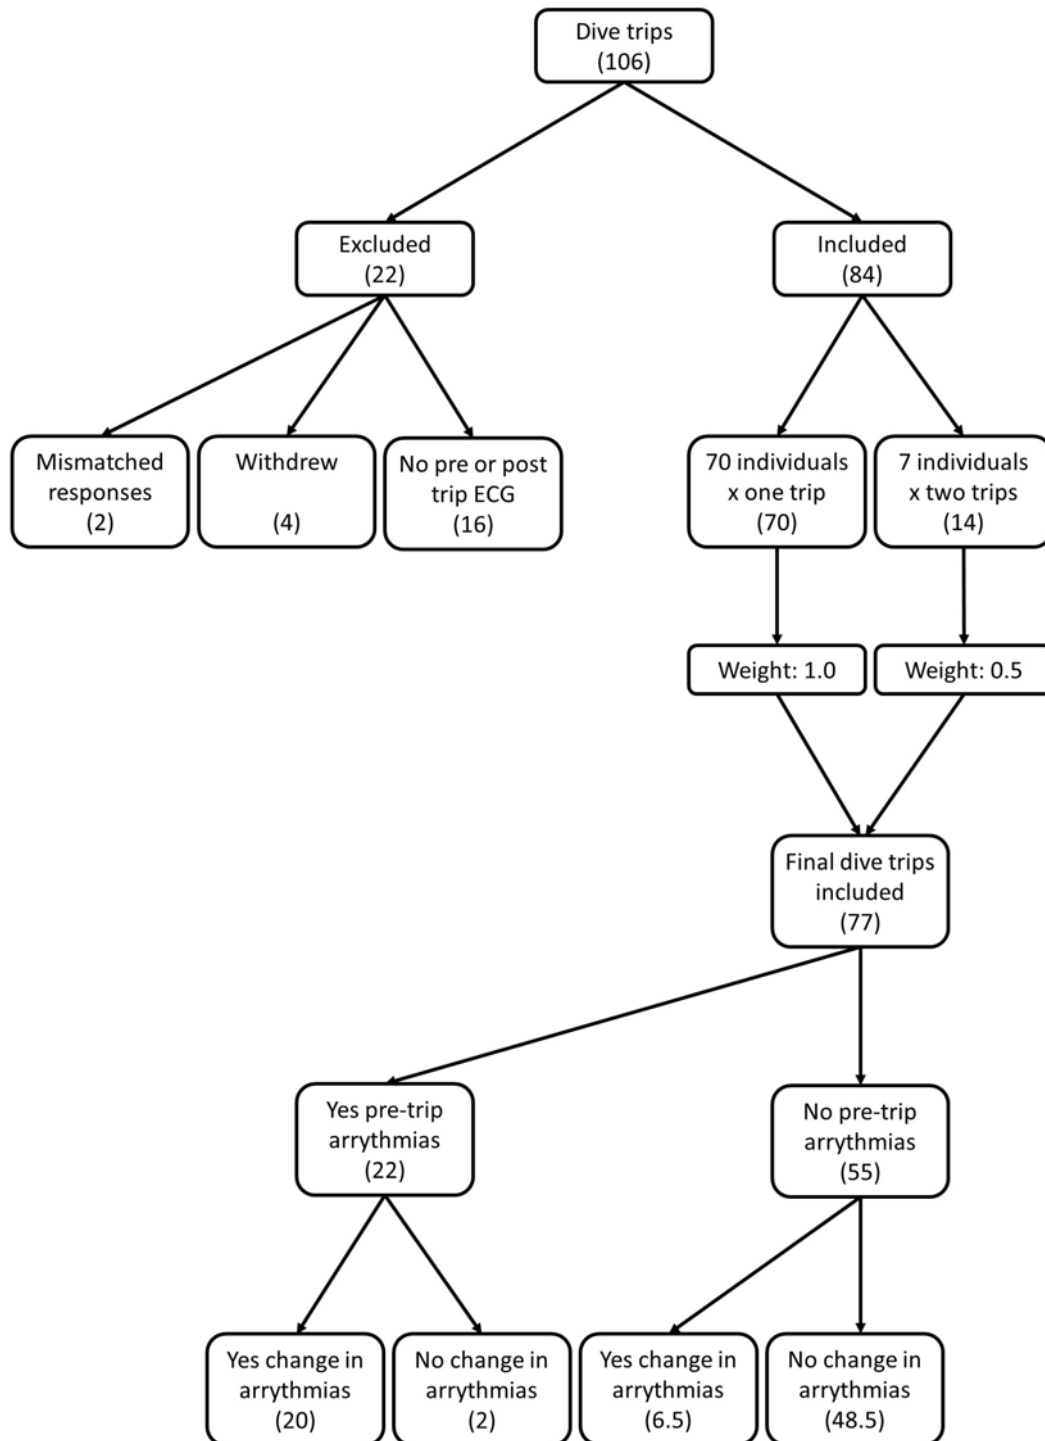 Dive trips
(106)
Excluded
(22)
Included
(84)
Mismatched
responses
(2)
Withdrew
(4)
No pre or post
trip ECG
(16)
70 individuals
x one trip
(70)
7 individuals
x two trips
(14)
Weight: 1.0
Weight: 0.5
Final dive trips
included
(77)
Yes pre-trip
arrythmias
(22)
No pre-trip
arrythmias
(55)
Yes change in
arrythmias
(20)
No change in
arrythmias
(2)
Yes change in
arrythmias
(6.5)
No change in
arrythmias
(48.5)